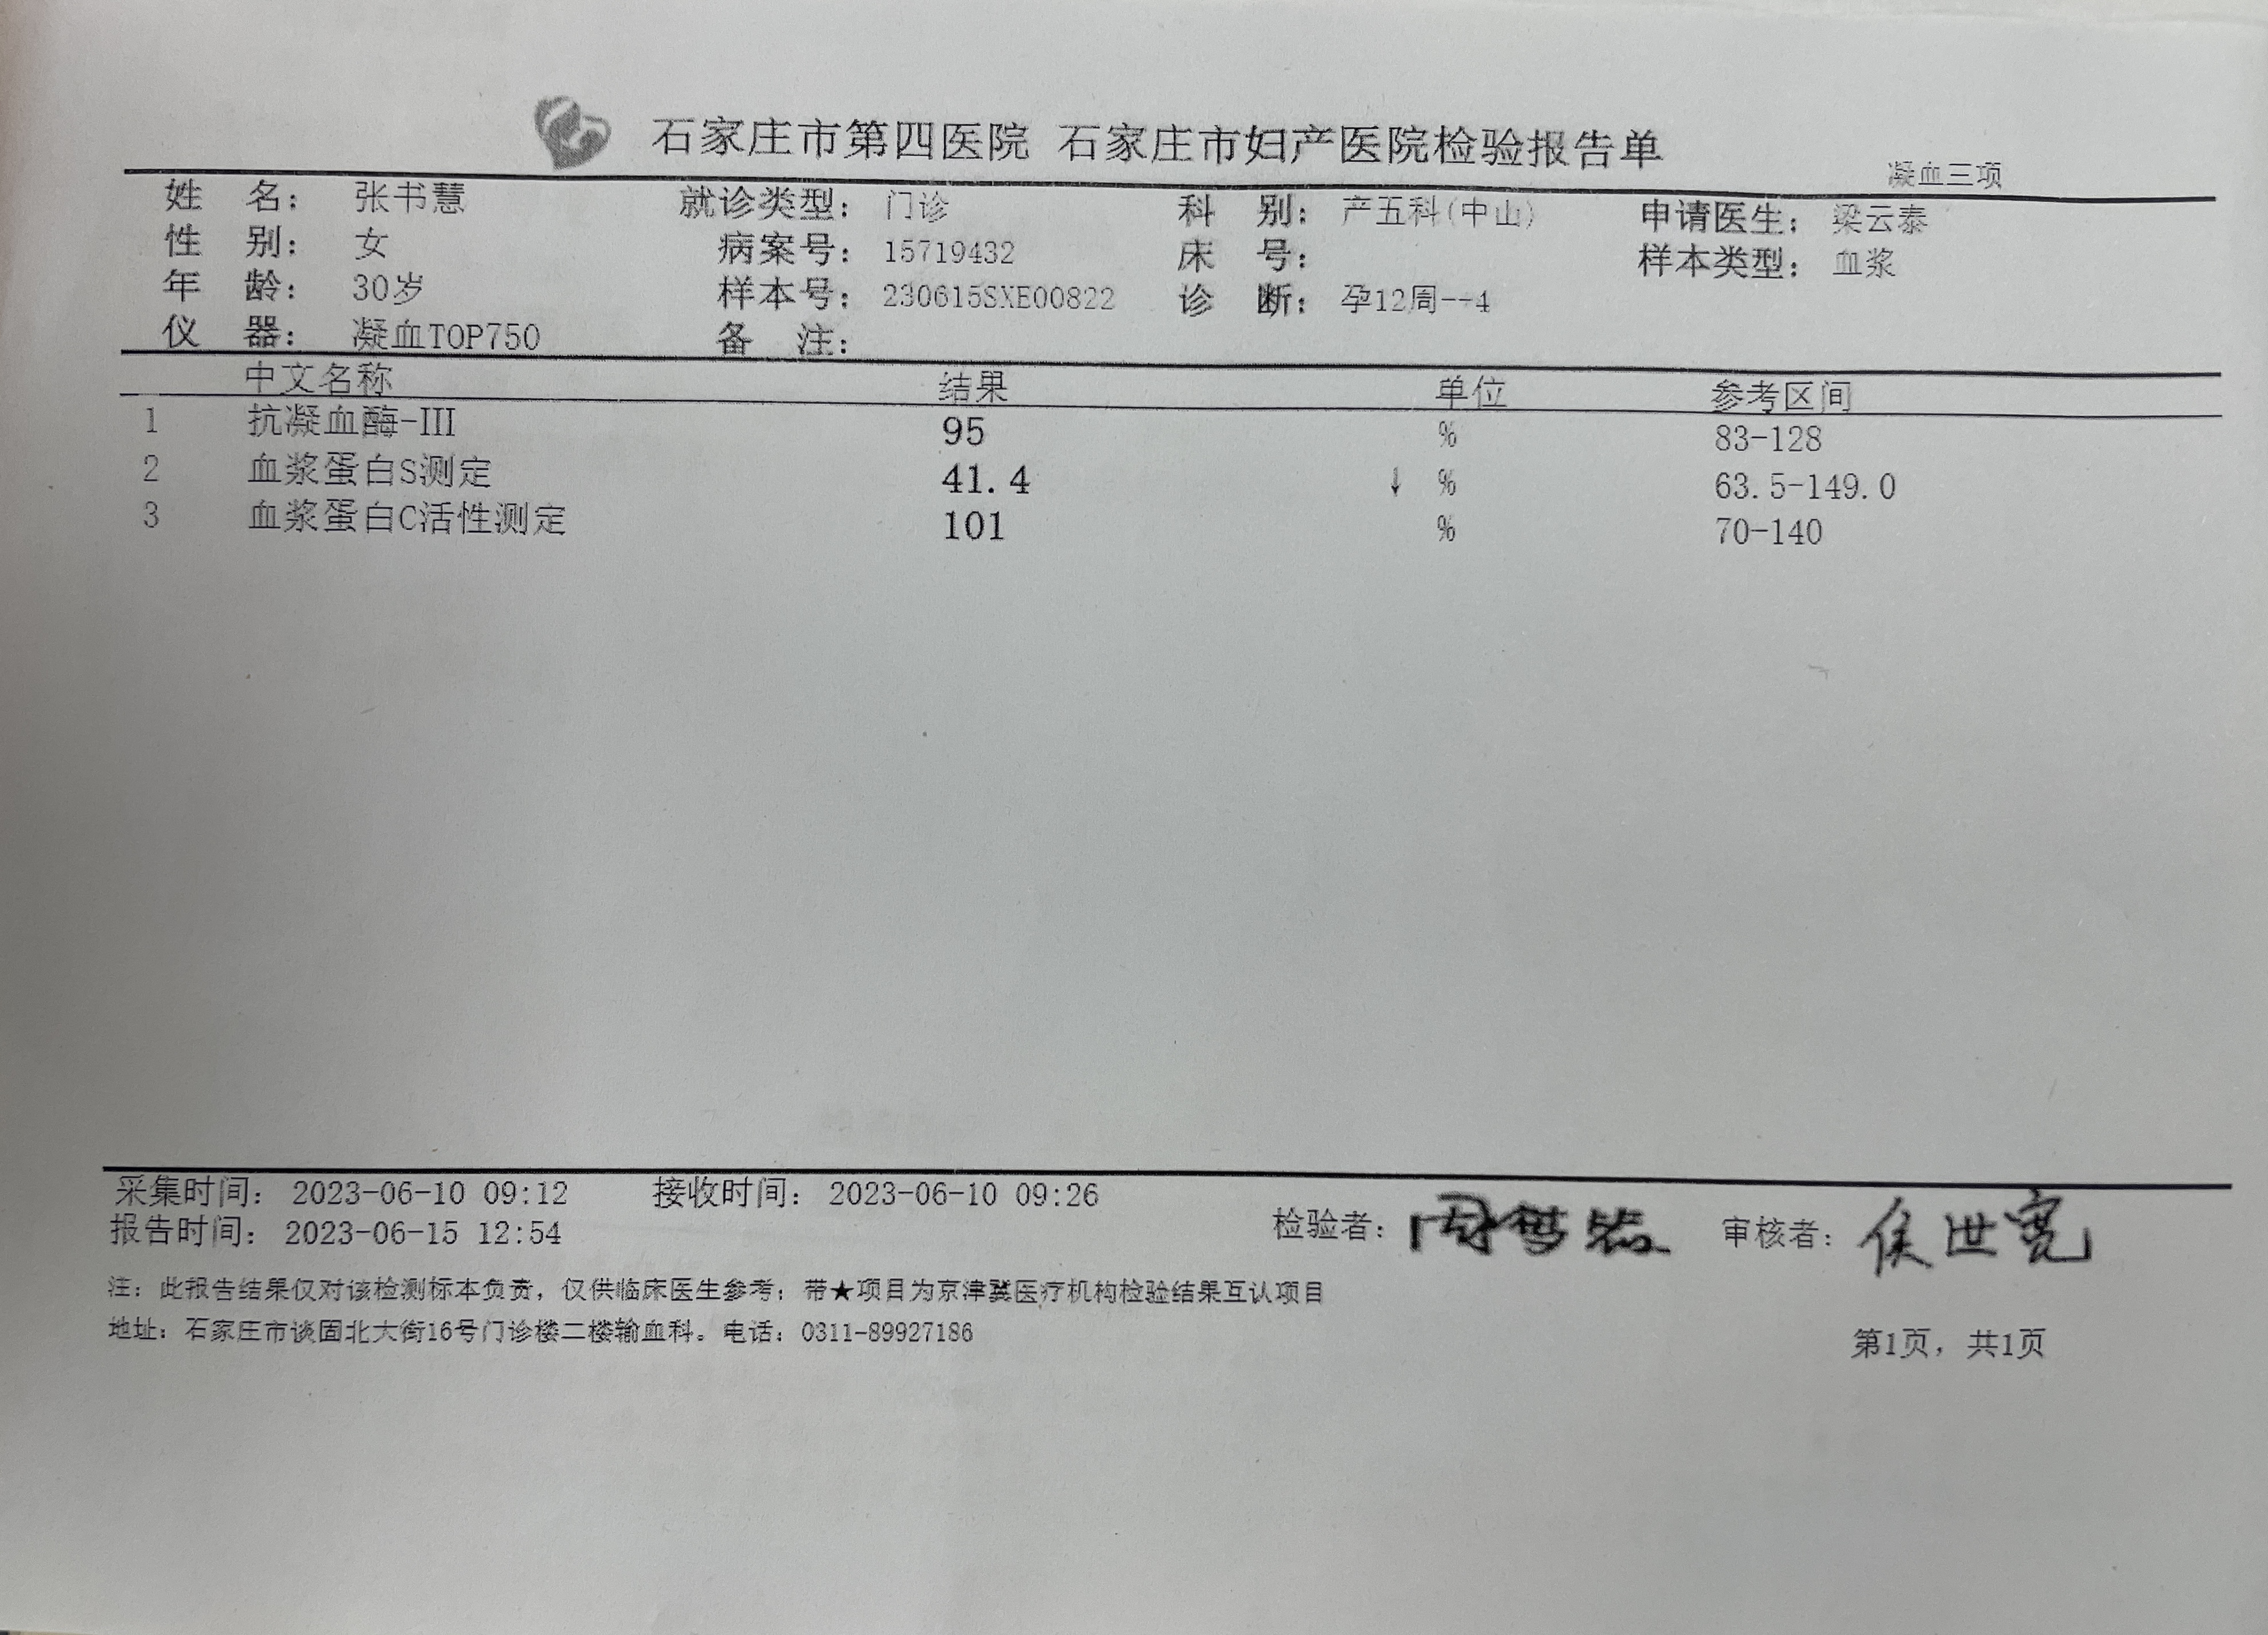 石家庄市第四医院 石家庄市妇产医院检验报告单
凝血三项
姓 名： 张书慧 就诊类型： 门诊 科 别： 产五科(中山) 申请医生： 梁云泰
性 别： 女 病案号： 15719432 床 号： 样本类型： 血浆
年 龄： 30岁 样本号： 230615SXE00822 诊 断： 孕12周--4
仪 器： 凝血TOP750 备 注：
中文名称 结果 单位 参考区间
1 抗凝血酶-III 95 % 83-128
2 血浆蛋白S测定 41.4 ↓ % 63.5-149.0
3 血浆蛋白C活性测定 101 % 70-140
采集时间： 2023-06-10 09:12 接收时间： 2023-06-10 09:26
报告时间： 2023-06-15 12:54 检验者： 审核者： 侯世宽
注：此报告结果仅对该检测标本负责，仅供临床医生参考；带★项目为京津冀医疗机构检验结果互认项目
地址：石家庄市谈固北大街16号门诊楼二楼输血科。电话：0311-89927186
第1页，共1页